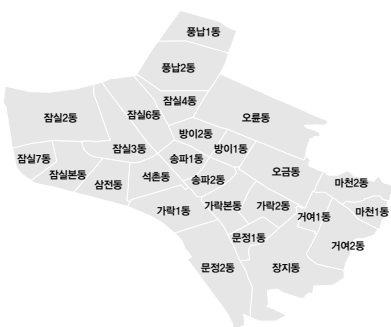 풍납1동
풍납2동
잠실4동
잠실6동
잠실2동
오륜동
방이2동
잠실3동
방이1동
잠실7동
송파1동
오금동
잠실본동
삼전동
석촌동
송파2동
마천2동
가락1동
가락본동
가락2동
거여1동
마천1동
문정1동
거여2동
문정2동
장지동